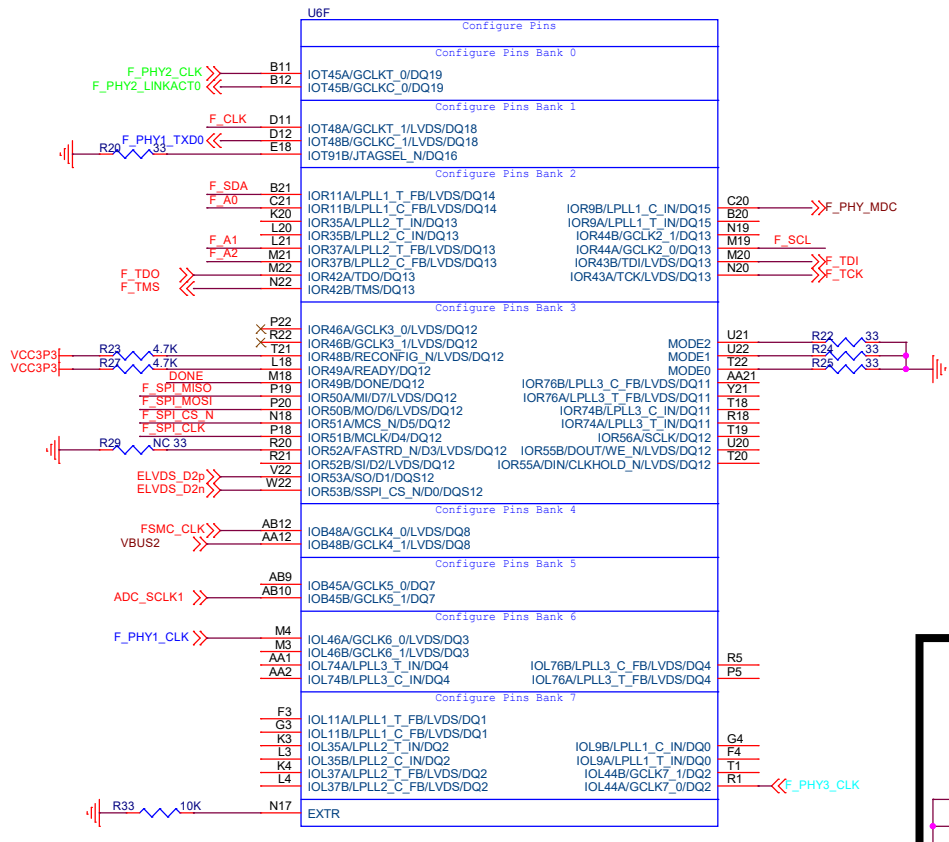 U6F
Configure Pins
Configure Pins Bank 0
F_PHY2_CLK B11 IOT45A/GCLKT_0/DQ19
F_PHY2_LINKACT0 B12 IOT45B/GCLKC_0/DQ19
Configure Pins Bank 1
F_CLK D11 IOT48A/GCLKT_1/LVDS/DQ18
F_PHY1_TXD0 D12 IOT48B/GCLKC_1/LVDS/DQ18
R20 33 E18 IOT91B/JTAGSEL_N/DQ16
Configure Pins Bank 2
F_SDA B21 IOR11A/LPLL1_T_FB/LVDS/DQ14
F_A0 C21 IOR11B/LPLL1_C_FB/LVDS/DQ14 IOR9B/LPLL1_C_IN/DQ15 C20 F_PHY_MDC
K20 IOR35A/LPLL2_T_IN/DQ13 IOR9A/LPLL1_T_IN/DQ15 B20
L20 IOR35B/LPLL2_C_IN/DQ13 IOR44B/GCLK2_1/DQ13 N19
F_A1 L21 IOR37A/LPLL2_T_FB/LVDS/DQ13 IOR44A/GCLK2_0/DQ13 M19 F_SCL
F_A2 M21 IOR37B/LPLL2_C_FB/LVDS/DQ13 IOR43B/TDI/LVDS/DQ13 M20 F_TDI
F_TDO M22 IOR42A/TDO/DQ13 IOR43A/TCK/LVDS/DQ13 N20 F_TCK
F_TMS N22 IOR42B/TMS/DQ13
Configure Pins Bank 3
P22 IOR46A/GCLK3_0/LVDS/DQ12
R22 IOR46B/GCLK3_1/LVDS/DQ12 MODE2 U21 R22 33
VCC3P3 R23 4.7K T21 IOR48B/RECONFIG_N/LVDS/DQ12 MODE1 U22 R24 33
VCC3P3 R27 4.7K L18 IOR49A/READY/DQ12 MODE0 T22 R25 33
DONE M18 IOR49B/DONE/DQ12 IOR76B/LPLL3_C_FB/LVDS/DQ11 AA21
F_SPI_MISO P19 IOR50A/MI/D7/LVDS/DQ12 IOR76A/LPLL3_T_FB/LVDS/DQ11 Y21
F_SPI_MOSI P20 IOR50B/MO/D6/LVDS/DQ12 IOR74B/LPLL3_C_IN/DQ11 T18
F_SPI_CS_N N18 IOR51A/MCS_N/D5/DQ12 IOR74A/LPLL3_T_IN/DQ11 R18
F_SPI_CLK P18 IOR51B/MCLK/D4/DQ12 IOR56A/SCLK/DQ12 T19
R29 NC 33 R20 IOR52A/FASTRD_N/D3/LVDS/DQ12 IOR55B/DOUT/WE_N/LVDS/DQ12 U20
R21 IOR52B/SI/D2/LVDS/DQ12 IOR55A/DIN/CLKHOLD_N/LVDS/DQ12 T20
ELVDS_D2p V22 IOR53A/SO/D1/DQS12
ELVDS_D2n W22 IOR53B/SSPI_CS_N/D0/DQS12
Configure Pins Bank 4
FSMC_CLK AB12 IOB48A/GCLK4_0/LVDS/DQ8
VBUS2 AA12 IOB48B/GCLK4_1/LVDS/DQ8
Configure Pins Bank 5
AB9 IOB45A/GCLK5_0/DQ7
ADC_SCLK1 AB10 IOB45B/GCLK5_1/DQ7
Configure Pins Bank 6
F_PHY1_CLK M4 IOL46A/GCLK6_0/LVDS/DQ3
M3 IOL46B/GCLK6_1/LVDS/DQ3
AA1 IOL74A/LPLL3_T_IN/DQ4 IOL76B/LPLL3_C_FB/LVDS/DQ4 R5
AA2 IOL74B/LPLL3_C_IN/DQ4 IOL76A/LPLL3_T_FB/LVDS/DQ4 P5
Configure Pins Bank 7
F3 IOL11A/LPLL1_T_FB/LVDS/DQ1
G3 IOL11B/LPLL1_C_FB/LVDS/DQ1
K3 IOL35A/LPLL2_T_IN/DQ2 IOL9B/LPLL1_C_IN/DQ0 G4
L3 IOL35B/LPLL2_C_IN/DQ2 IOL9A/LPLL1_T_IN/DQ0 F4
K4 IOL37A/LPLL2_T_FB/LVDS/DQ2 IOL44B/GCLK7_1/DQ2 T1
L4 IOL37B/LPLL2_C_FB/LVDS/DQ2 IOL44A/GCLK7_0/DQ2 R1 F_PHY3_CLK
R33 10K N17 EXTR